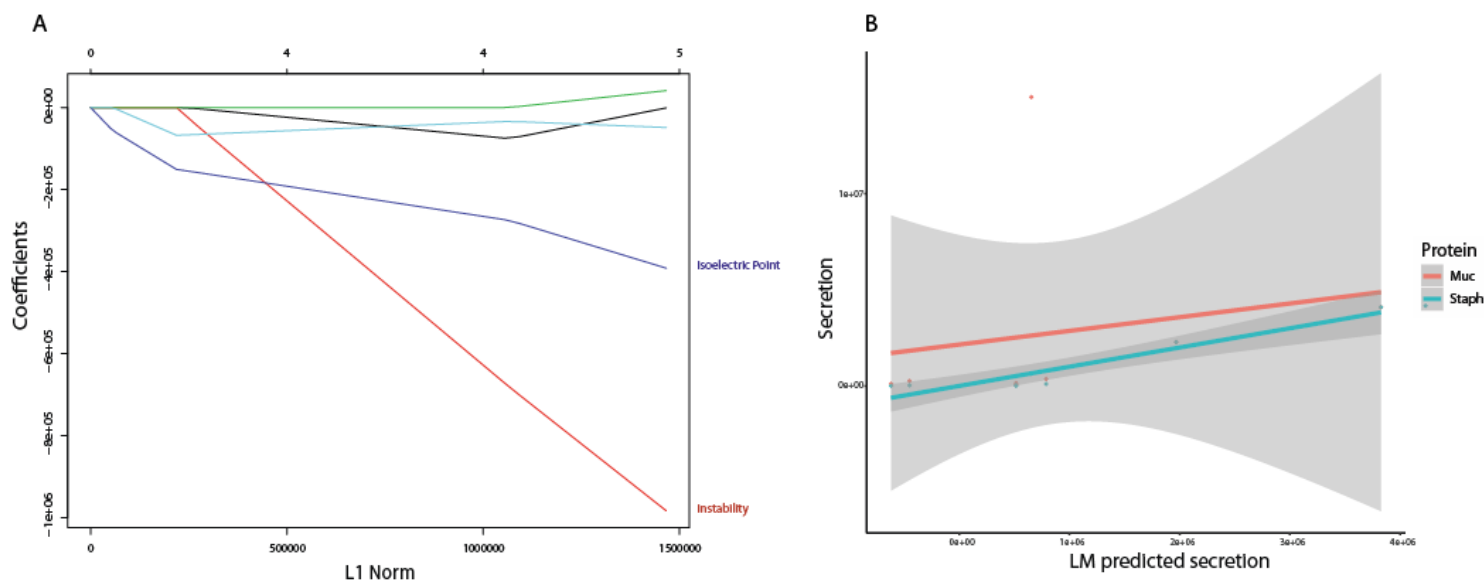 A
0 4 4 5
0e+00
−2e+05
−4e+05
−6e+05
−8e+05
−1e+06
Coefficients
Isoelectric Point
Instability
0 500000 1000000 1500000
L1 Norm
B
1e+07
0e+00
Secretion
0e+00 1e+06 2e+06 3e+06 4e+06
LM predicted secretion
Protein
Muc
Staph